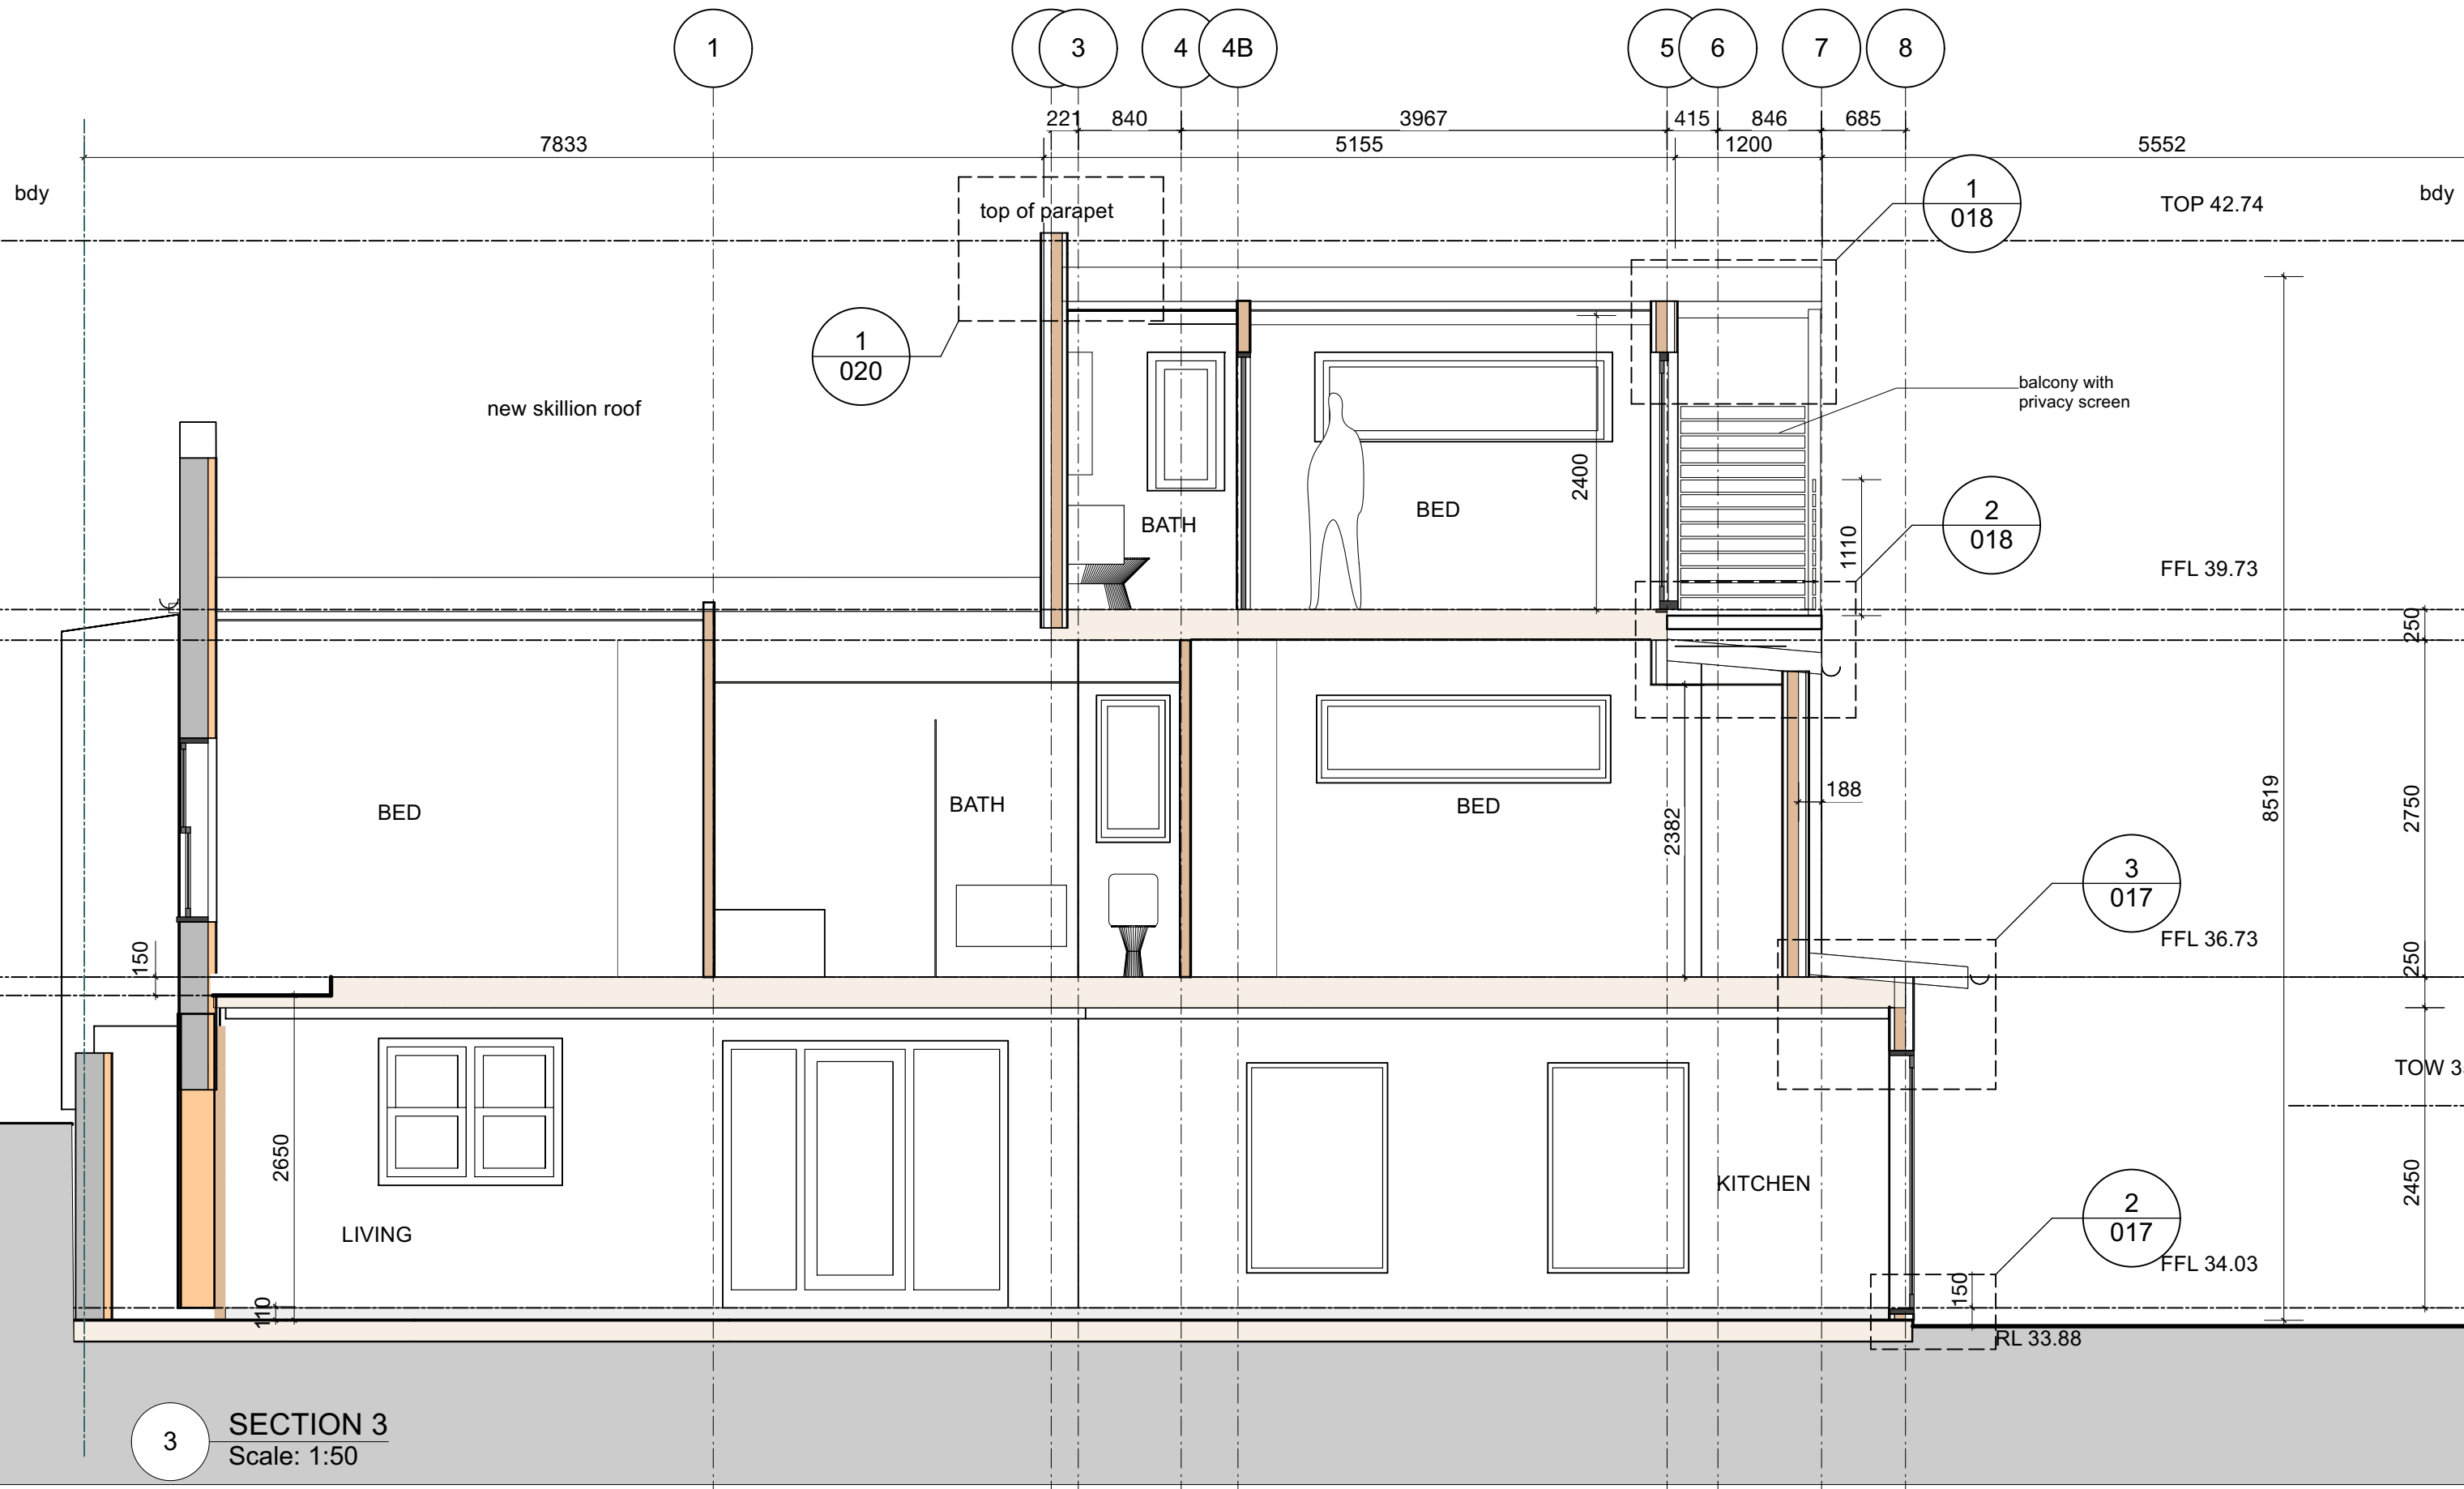 1
3
4
4B
5
6
7
8
221
840
3967
415
846
685
7833
5155
1200
5552
bdy
top of parapet
1
018
TOP 42.74
bdy
1
020
new skillion roof
balcony with
privacy screen
2400
BATH
BED
1110
2
018
FFL 39.73
250
BED
BATH
BED
2382
188
8519
2750
3
017
FFL 36.73
150
250
TOW 3
2650
LIVING
KITCHEN
2450
2
017
FFL 34.03
110
150
RL 33.88
3
SECTION 3
Scale: 1:50